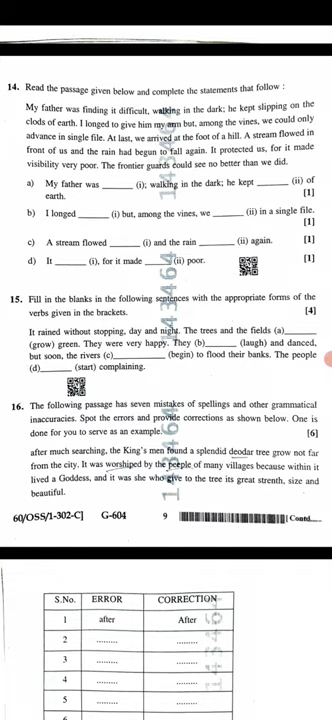 14. Read the passage given below and complete the statements that follow :
My father was finding it difficult, walking in the dark; he kept slipping on the
clods of earth. I longed to give him my arm but, among the vines, we could only
advance in single file. At last, we arrived at the foot of a hill. A stream flowed in
front of us and the rain had begun to fall again. It protected us, for it made
visibility very poor. The frontier guards could see no better than we did.
a) My father was _______ (i); walking in the dark; he kept _______ (ii) of
earth. [1]
b) I longed _______ (i) but, among the vines, we _______ (ii) in a single file.
[1]
c) A stream flowed _______ (i) and the rain _______ (ii) again. [1]
d) It _______ (i), for it made _______ (ii) poor. [1]
15. Fill in the blanks in the following sentences with the appropriate forms of the
verbs given in the brackets. [4]
It rained without stopping, day and night. The trees and the fields (a)_______
(grow) green. They were very happy. They (b)_______ (laugh) and danced,
but soon, the rivers (c)_______ (begin) to flood their banks. The people
(d)_______ (start) complaining.
16. The following passage has seven mistakes of spellings and other grammatical
inaccuracies. Spot the errors and provide corrections as shown below. One is
done for you to serve as an example. [6]
after much searching, the King's men found a splendid deodar tree grow not far
from the city. It was worshiped by the peeple of many villages because within it
lived a Goddess, and it was she who give to the tree its great strenth, size and
beautiful.
60/OSS/1-302-C] G-604 9 [Contd......
S.No. ERROR CORRECTION
1 after After
2 .......... ..........
3 .......... ..........
4 .......... ..........
5 .......... ..........
143464
143464
143464